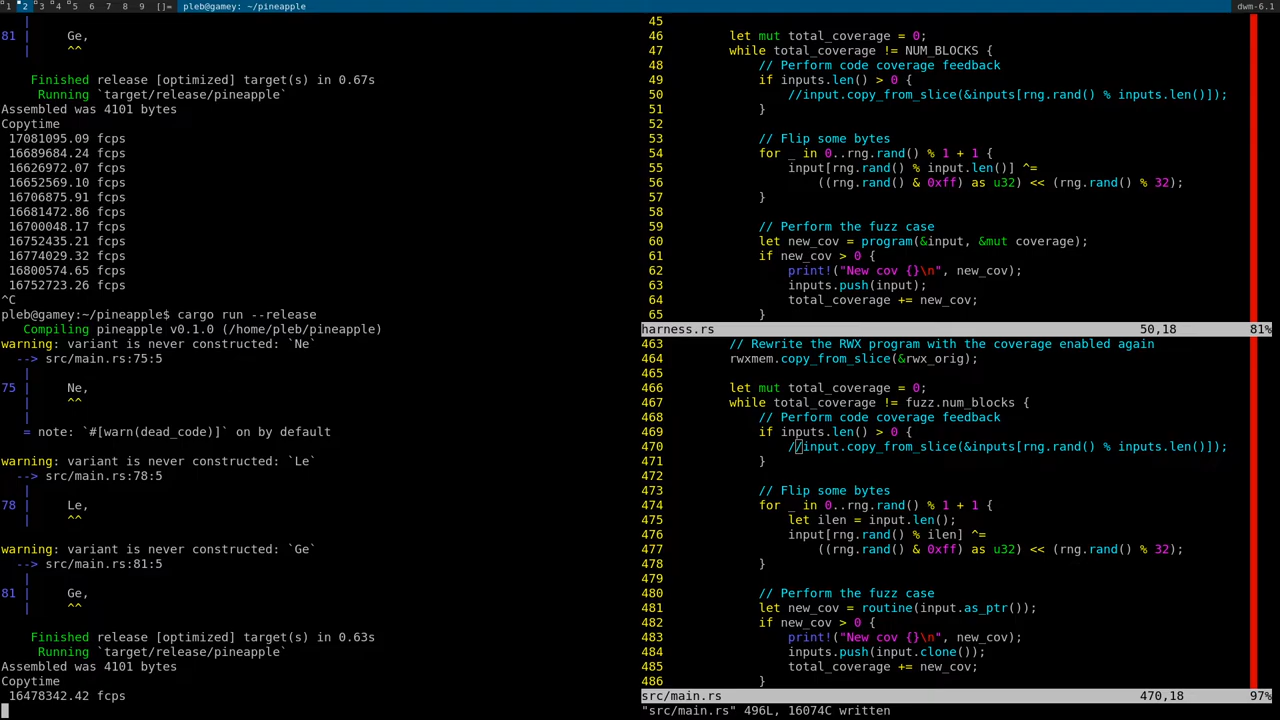 1 2 3 4 5 6 7 8 9 []= pleb@gamey: ~/pineapple dwm-6.1
|
81 | Ge,
| ^^
Finished release [optimized] target(s) in 0.67s
Running `target/release/pineapple`
Assembled was 4101 bytes
Copytime
17081095.09 fcps
16689684.24 fcps
16626972.07 fcps
16652569.10 fcps
16706875.91 fcps
16681472.86 fcps
16700048.17 fcps
16752435.21 fcps
16774029.32 fcps
16800574.65 fcps
16752723.26 fcps
^C
pleb@gamey:~/pineapple$ cargo run --release
Compiling pineapple v0.1.0 (/home/pleb/pineapple)
warning: variant is never constructed: `Ne`
--> src/main.rs:75:5
|
75 | Ne,
| ^^
|
= note: `#[warn(dead_code)]` on by default
warning: variant is never constructed: `Le`
--> src/main.rs:78:5
|
78 | Le,
| ^^
warning: variant is never constructed: `Ge`
--> src/main.rs:81:5
|
81 | Ge,
| ^^
Finished release [optimized] target(s) in 0.63s
Running `target/release/pineapple`
Assembled was 4101 bytes
Copytime
16478342.42 fcps
45
46 let mut total_coverage = 0;
47 while total_coverage != NUM_BLOCKS {
48 // Perform code coverage feedback
49 if inputs.len() > 0 {
50 //input.copy_from_slice(&inputs[rng.rand() % inputs.len()]);
51 }
52
53 // Flip some bytes
54 for _ in 0..rng.rand() % 1 + 1 {
55 input[rng.rand() % input.len()] ^=
56 ((rng.rand() & 0xff) as u32) << (rng.rand() % 32);
57 }
58
59 // Perform the fuzz case
60 let new_cov = program(&input, &mut coverage);
61 if new_cov > 0 {
62 print!("New cov {}\n", new_cov);
63 inputs.push(input);
64 total_coverage += new_cov;
65 }
harness.rs 50,18 81%
463 // Rewrite the RWX program with the coverage enabled again
464 rwxmem.copy_from_slice(&rwx_orig);
465
466 let mut total_coverage = 0;
467 while total_coverage != fuzz.num_blocks {
468 // Perform code coverage feedback
469 if inputs.len() > 0 {
470 //input.copy_from_slice(&inputs[rng.rand() % inputs.len()]);
471 }
472
473 // Flip some bytes
474 for _ in 0..rng.rand() % 1 + 1 {
475 let ilen = input.len();
476 input[rng.rand() % ilen] ^=
477 ((rng.rand() & 0xff) as u32) << (rng.rand() % 32);
478 }
479
480 // Perform the fuzz case
481 let new_cov = routine(input.as_ptr());
482 if new_cov > 0 {
483 print!("New cov {}\n", new_cov);
484 inputs.push(input.clone());
485 total_coverage += new_cov;
486 }
src/main.rs 470,18 97%
"src/main.rs" 496L, 16074C written